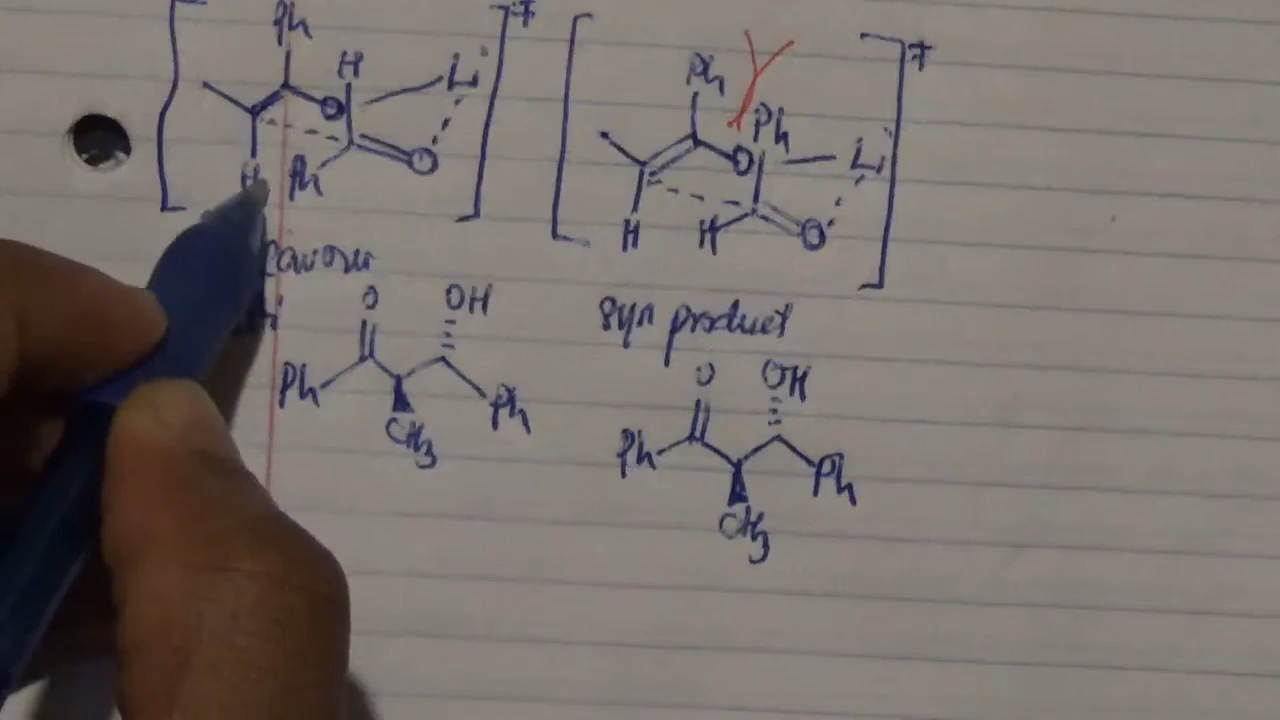 Ph
H Li
O
H Ph O
Ph
Ph
O Li
H H O
O OH
Ph Ph
CH3
syn product
O OH
Ph Ph
CH3